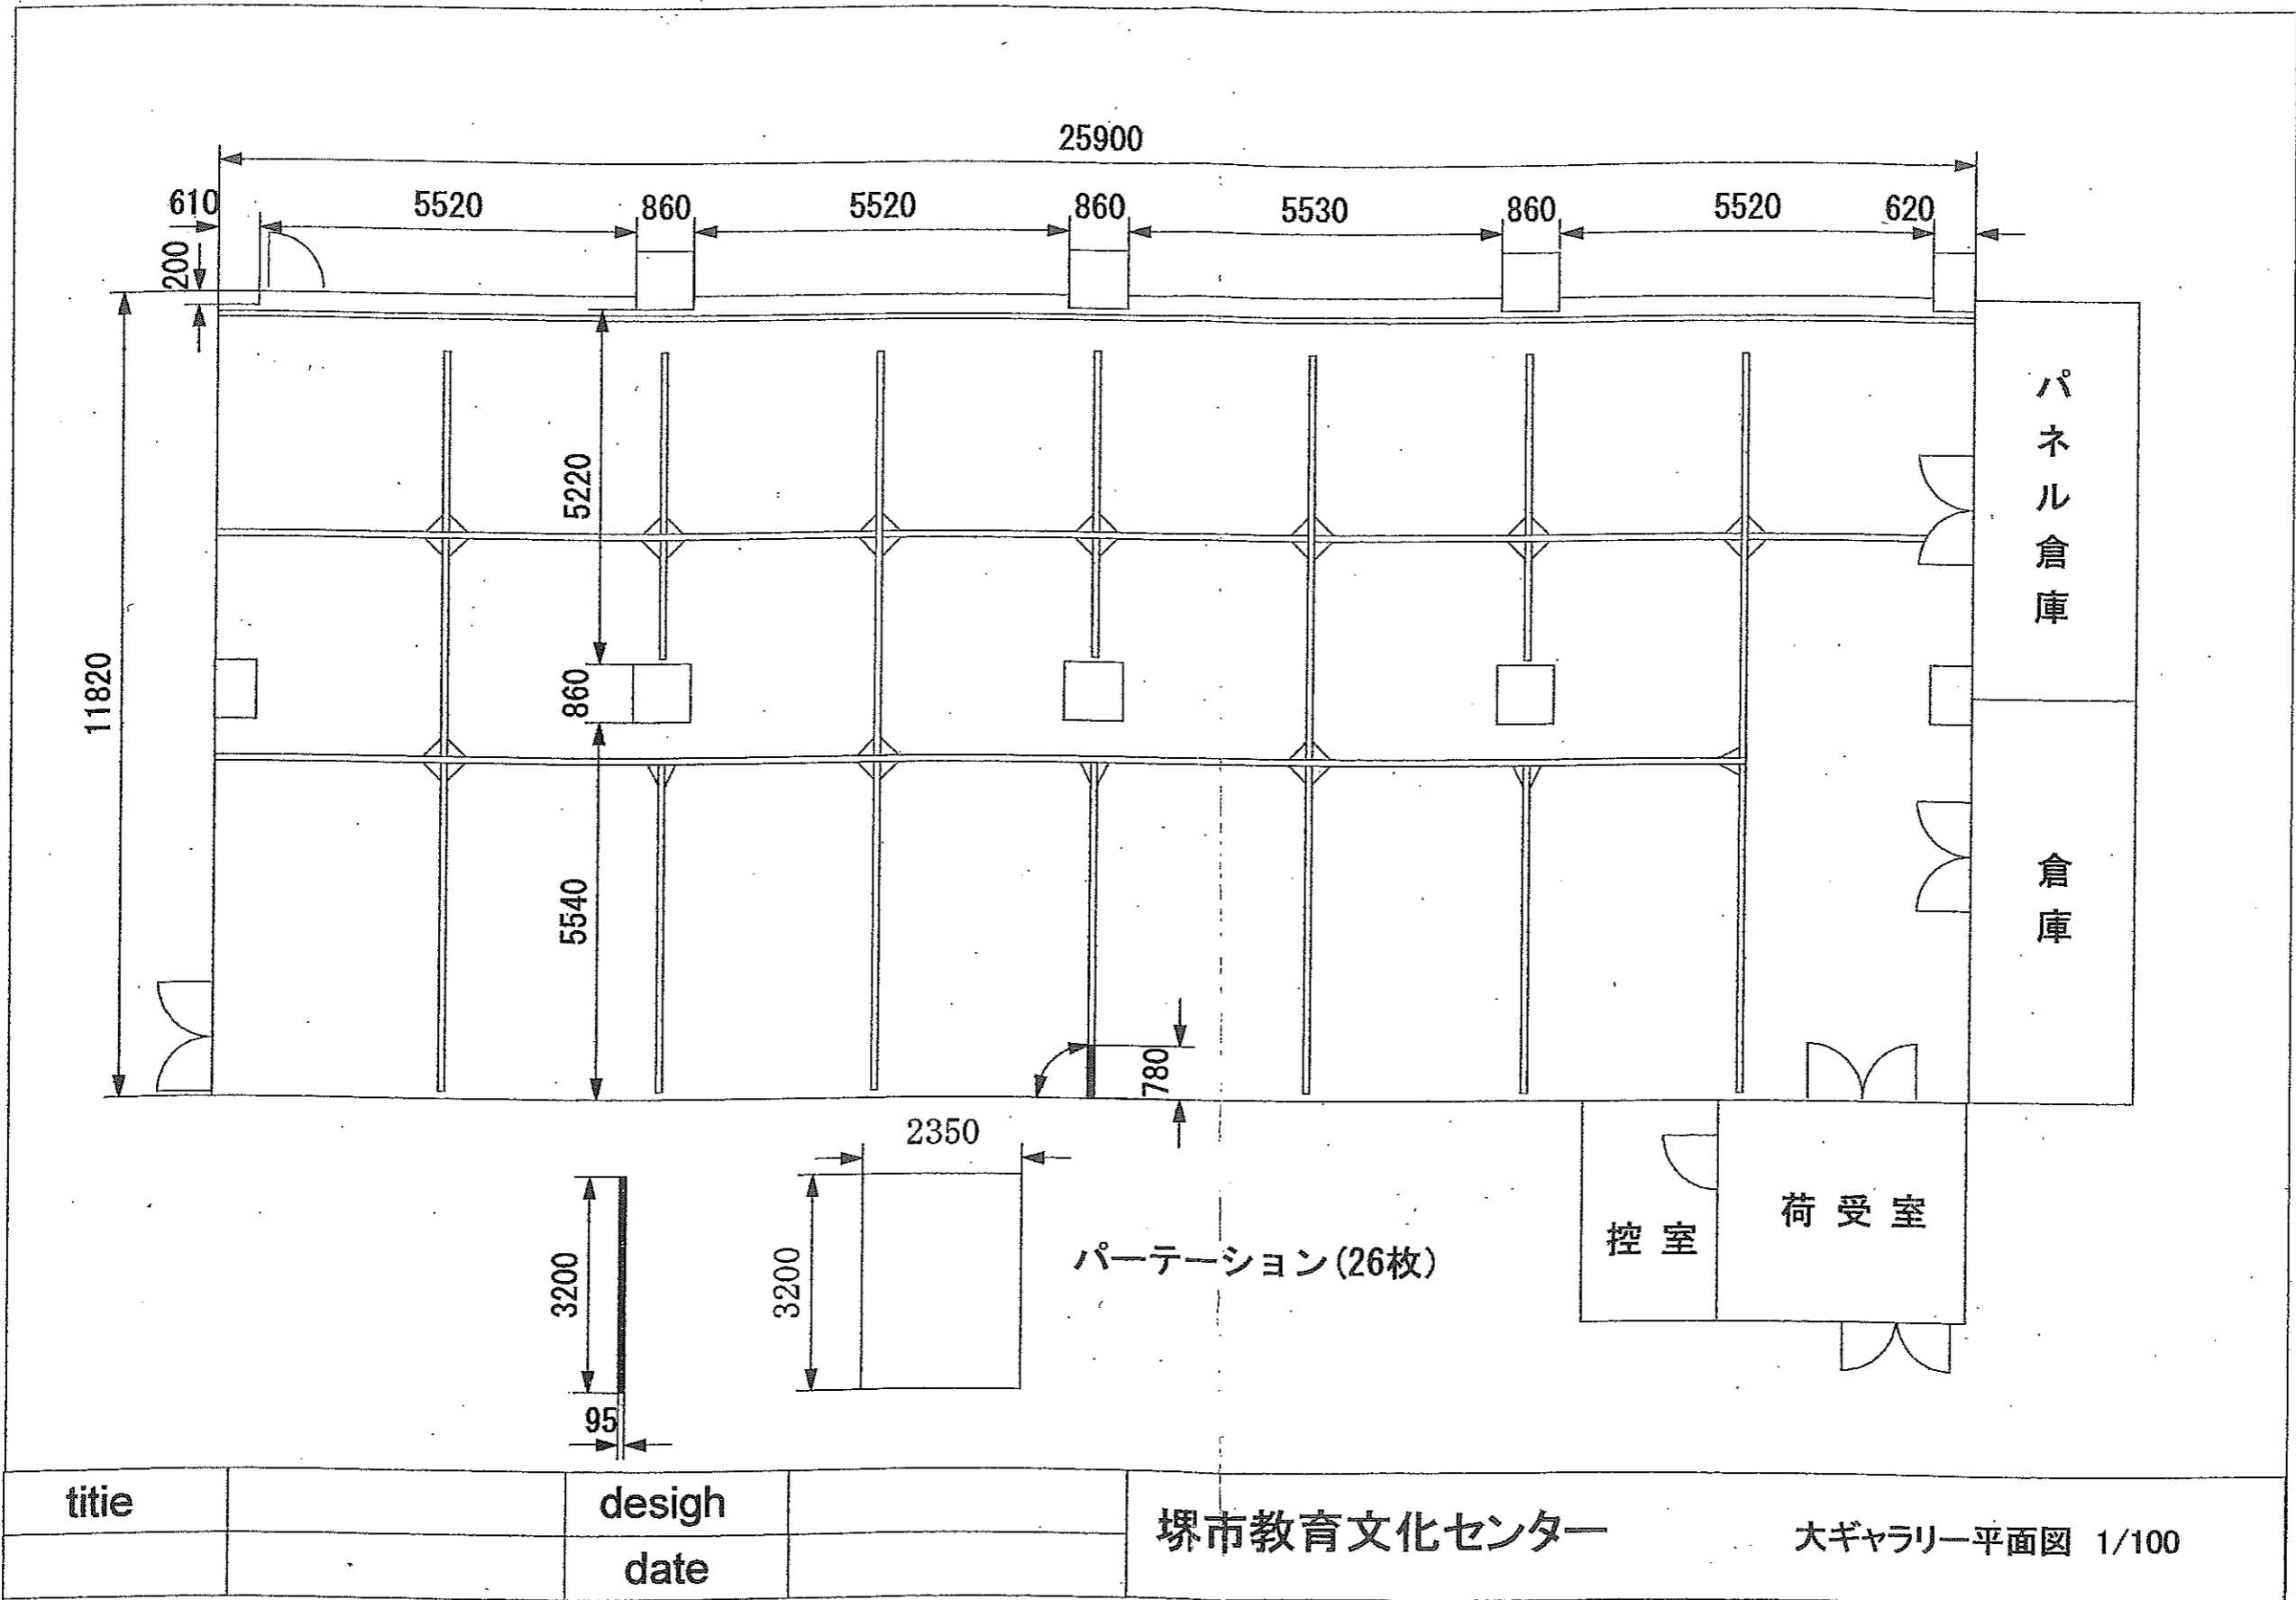 25900
610
5520
860
5520
860
5530
860
5520
620
200
11820
5220
860
5540
780
パネル倉庫
倉庫
2350
3200
3200
95
パーテーション(26枚)
控室
荷受室
titie
desigh
date
堺市教育文化センター
大ギャラリー平面図 1/100